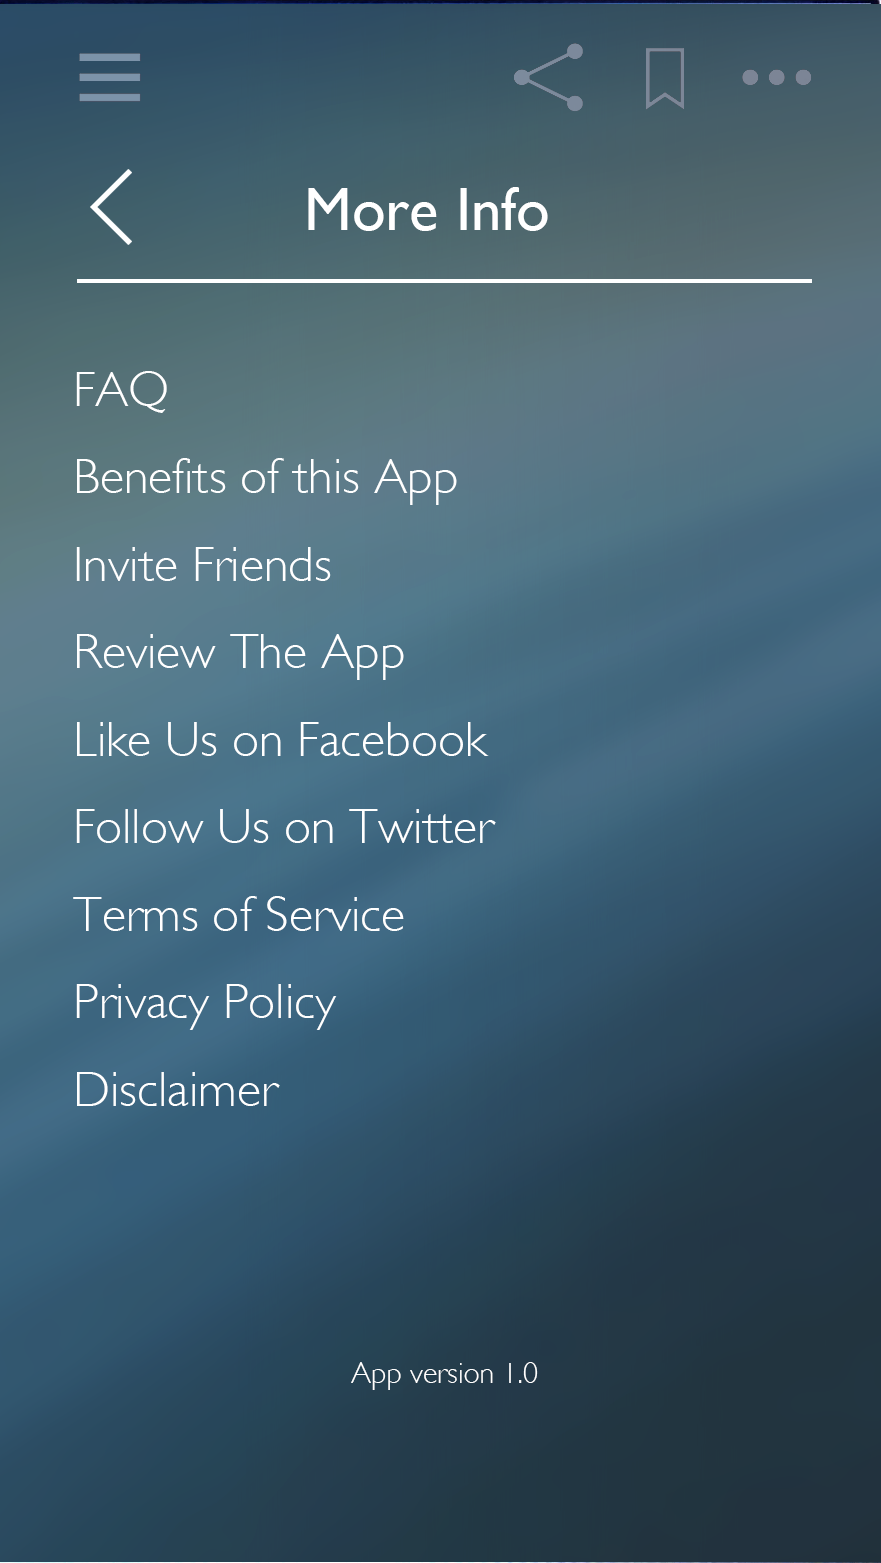 More Info
FAQ
Benefits of this App
Invite Friends
Review The App
Like Us on Facebook
Follow Us on Twitter
Terms of Service
Privacy Policy
Disclaimer
App version 1.0